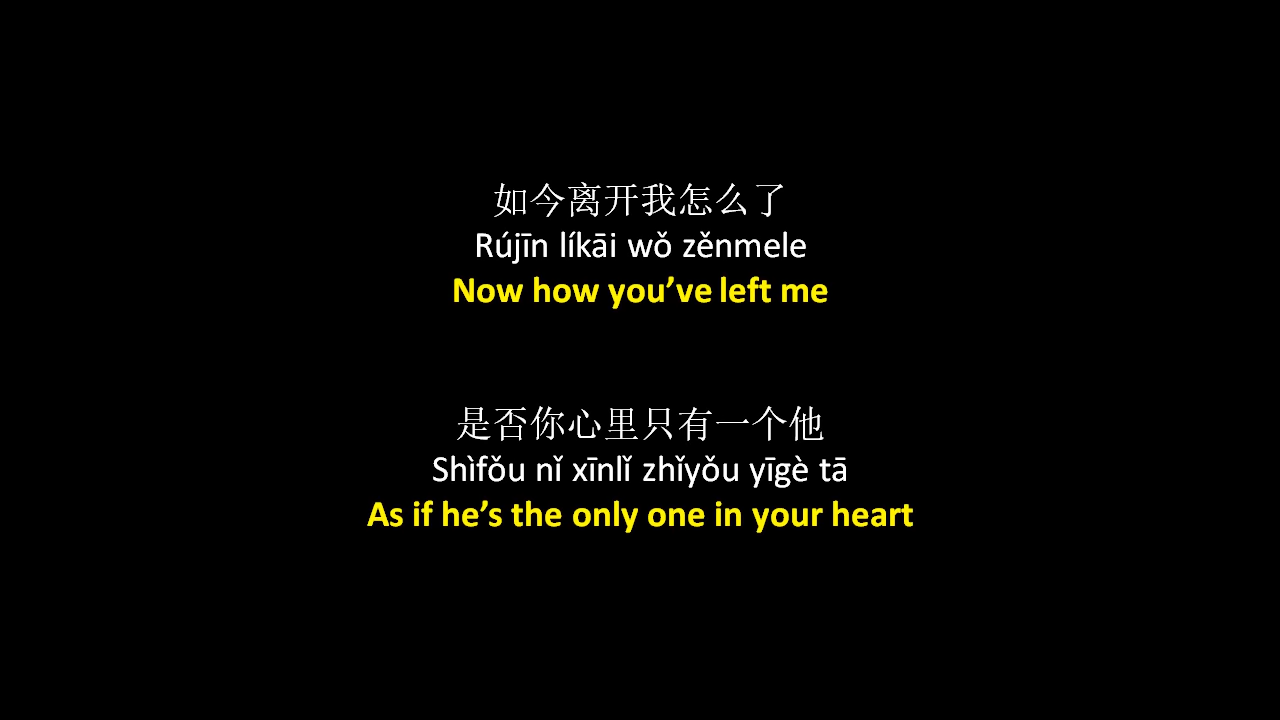 如今离开我怎么了
Rújīn líkāi wǒ zěnmele
Now how you’ve left me
是否你心里只有一个他
Shìfǒu nǐ xīnlǐ zhǐyǒu yīgè tā
As if he’s the only one in your heart